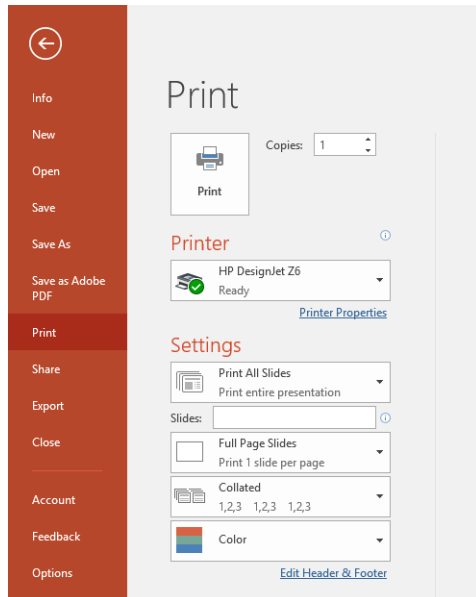 Info
New
Open
Save
Save As
Save as Adobe
PDF
Print
Share
Export
Close
Account
Feedback
Options
Print
Copies: 1
Print
Printer
HP DesignJet Z6
Ready
Printer Properties
Settings
Print All Slides
Print entire presentation
Slides:
Full Page Slides
Print 1 slide per page
Collated
1,2,3 1,2,3 1,2,3
Color
Edit Header & Footer